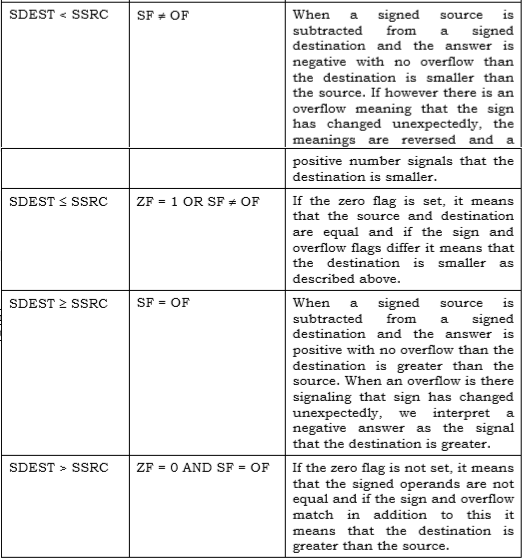 SDEST < SSRC
SF ≠ OF
When a signed source is
subtracted from a signed
destination and the answer is
negative with no overflow than
the destination is smaller than
the source. If however there is an
overflow meaning that the sign
has changed unexpectedly, the
meanings are reversed and a
positive number signals that the
destination is smaller.
SDEST ≤ SSRC
ZF = 1 OR SF ≠ OF
If the zero flag is set, it means
that the source and destination
are equal and if the sign and
overflow flags differ it means that
the destination is smaller as
described above.
SDEST ≥ SSRC
SF = OF
When a signed source is
subtracted from a signed
destination and the answer is
positive with no overflow than the
destination is greater than the
source. When an overflow is there
signaling that sign has changed
unexpectedly, we interpret a
negative answer as the signal
that the destination is greater.
SDEST > SSRC
ZF = 0 AND SF = OF
If the zero flag is not set, it means
that the signed operands are not
equal and if the sign and overflow
match in addition to this it
means that the destination is
greater than the source.